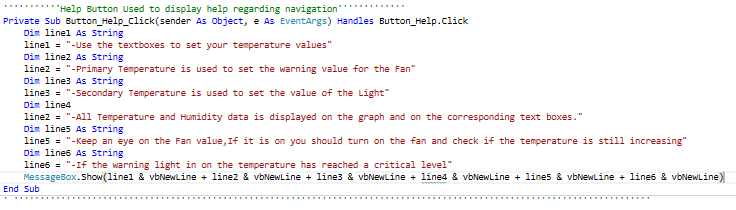 '''''''''''Help Button Used to display help regarding navigation'''''''''''''
Private Sub Button_Help_Click(sender As Object, e As EventArgs) Handles Button_Help.Click
Dim line1 As String
line1 = "-Use the textboxes to set your temperature values"
Dim line2 As String
line2 = "-Primary Temperature is used to set the warning value for the Fan"
Dim line3 As String
line3 = "-Secondary Temperature is used to set the value of the Light"
Dim line4
line2 = "-All Temperature and Humidity data is displayed on the graph and on the corresponding text boxes."
Dim line5 As String
line5 = "-Keep an eye on the Fan value,If it is on you should turn on the fan and check if the temperature is still increasing"
Dim line6 As String
line6 = "-If the warning light in on the temperature has reached a critical level"
MessageBox.Show(line1 & vbNewLine + line2 & vbNewLine + line3 & vbNewLine + line4 & vbNewLine + line5 & vbNewLine + line6 & vbNewLine)
End Sub